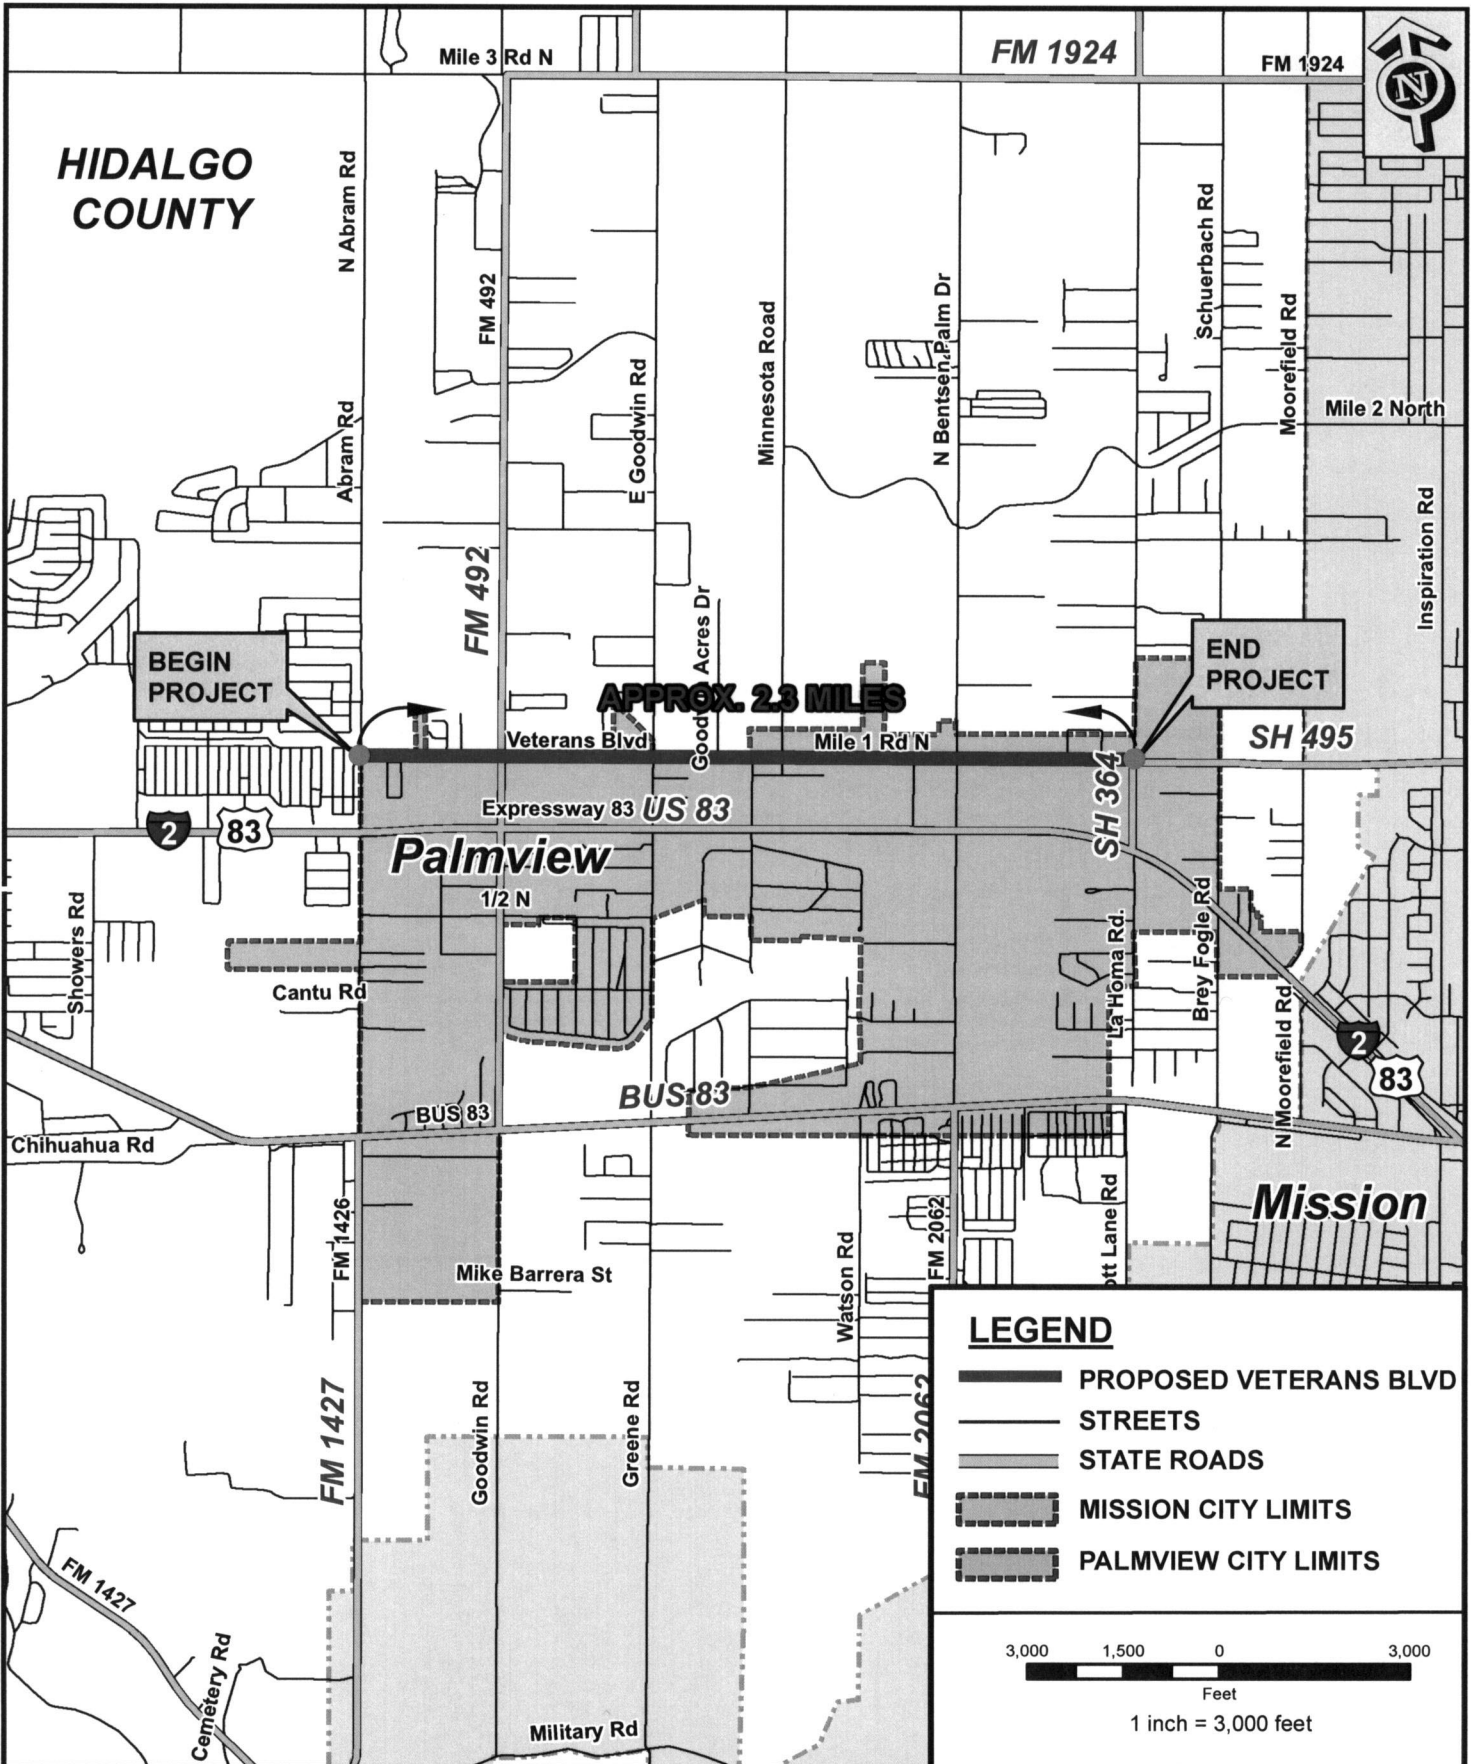 Mile 3 Rd N
FM 1924
FM 1924
N
HIDALGO
COUNTY
N Abram Rd
FM 492
Schuerbach Rd
Moorefield Rd
Minnesota Road
N Bentsen Palm Dr
E Goodwin Rd
Abram Rd
Mile 2 North
Inspiration Rd
FM 492
Acres Dr
BEGIN
PROJECT
END
PROJECT
APPROX. 2.3 MILES
Veterans Blvd
Mile 1 Rd N
SH 495
SH 364
Expressway 83
US 83
2
83
Palmview
1/2 N
Showers Rd
Cantu Rd
La Homa Rd.
Brey Fogle Rd
N Moorefield Rd
2
83
BUS 83
BUS 83
Chihuahua Rd
Mission
FM 1426
Mike Barrera St
Watson Rd
FM 2062
ott Lane Rd
FM 1427
Goodwin Rd
Greene Rd
FM 2062
FM 1427
Cemetery Rd
Military Rd
LEGEND
PROPOSED VETERANS BLVD
STREETS
STATE ROADS
MISSION CITY LIMITS
PALMVIEW CITY LIMITS
3,000 1,500 0 3,000
Feet
1 inch = 3,000 feet